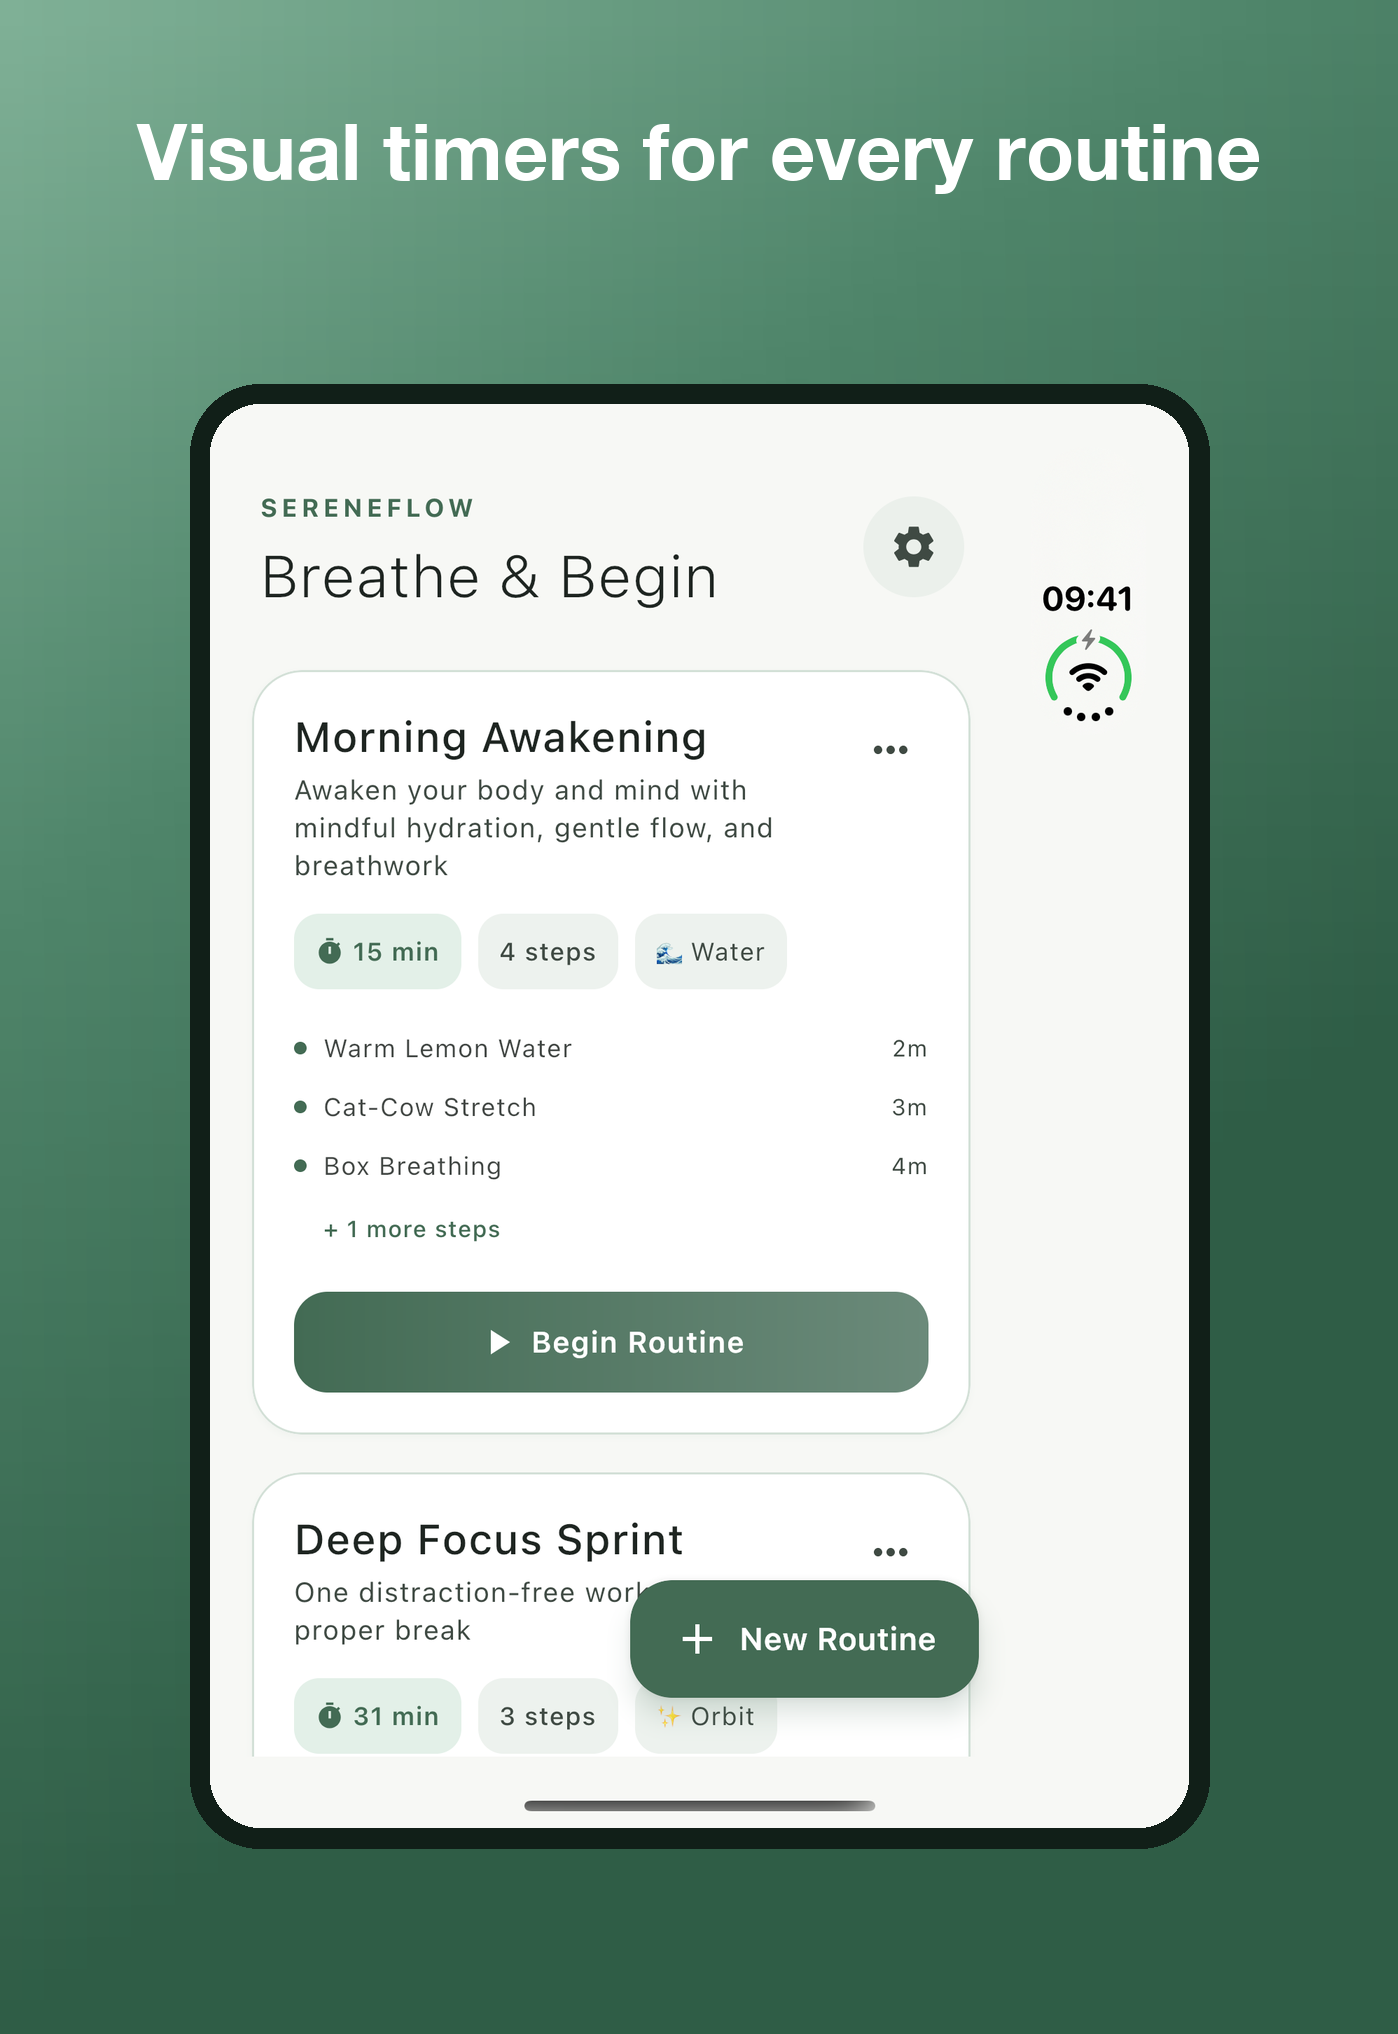 Visual timers for every routine
SERENEFLOW
Breathe & Begin
09:41
Morning Awakening
Awaken your body and mind with
mindful hydration, gentle flow, and
breathwork
15 min
4 steps
Water
Warm Lemon Water 2m
Cat-Cow Stretch 3m
Box Breathing 4m
+ 1 more steps
Begin Routine
Deep Focus Sprint
One distraction-free
proper break
New Routine
31 min
3 steps
Orbit